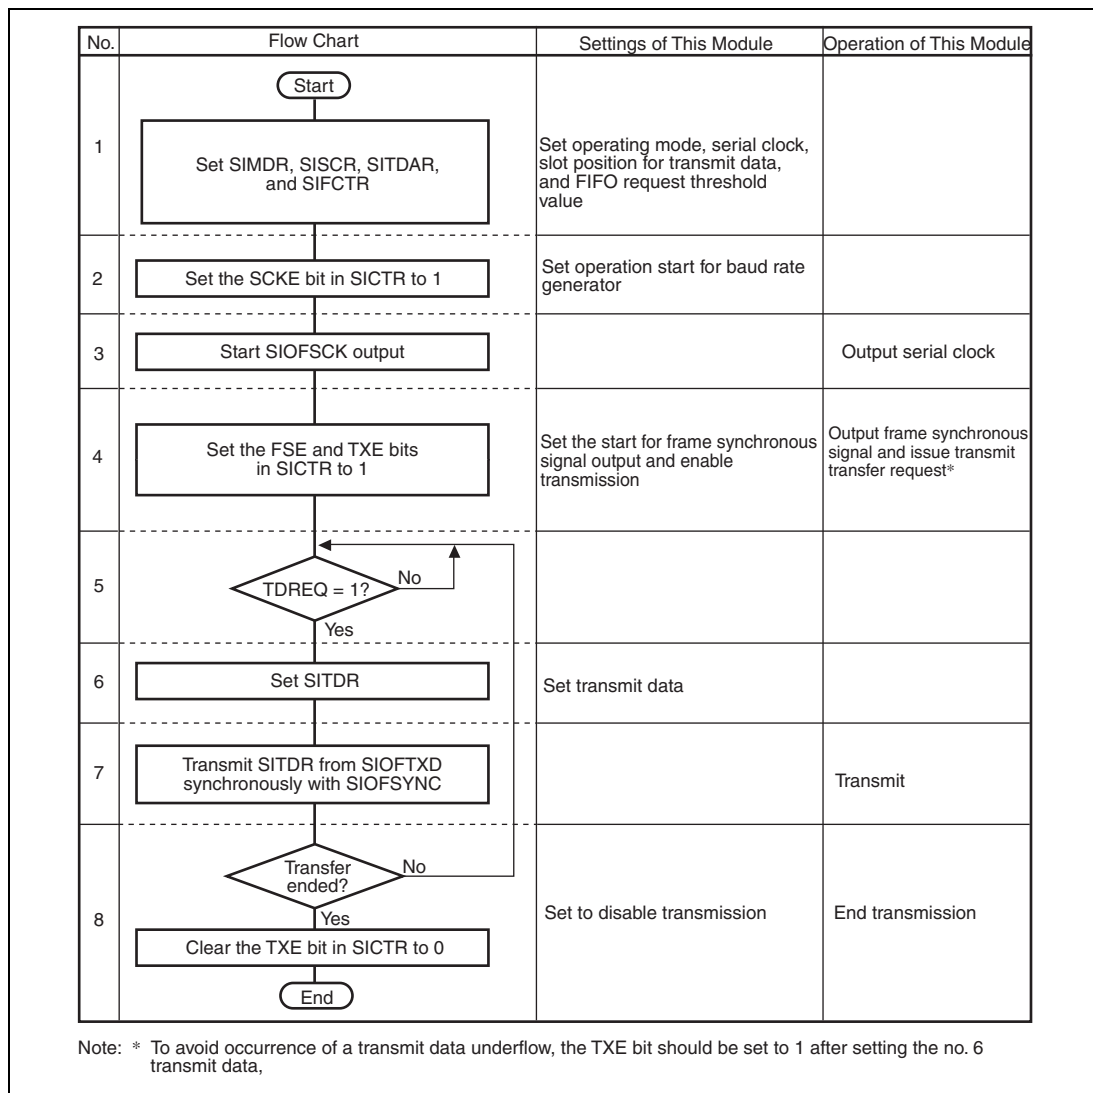 No.
Flow Chart
Settings of This Module
Operation of This Module
Start
1
Set SIMDR, SISCR, SITDAR,
and SIFCTR
Set operating mode, serial clock,
slot position for transmit data,
and FIFO request threshold
value
2
Set the SCKE bit in SICTR to 1
Set operation start for baud rate
generator
3
Start SIOFSCK output
Output serial clock
4
Set the FSE and TXE bits
in SICTR to 1
Set the start for frame synchronous
signal output and enable
transmission
Output frame synchronous
signal and issue transmit
transfer request*
5
TDREQ = 1?
No
Yes
6
Set SITDR
Set transmit data
7
Transmit SITDR from SIOFTXD
synchronously with SIOFSYNC
Transmit
8
Transfer
ended?
No
Yes
Clear the TXE bit in SICTR to 0
Set to disable transmission
End transmission
End
Note: * To avoid occurrence of a transmit data underflow, the TXE bit should be set to 1 after setting the no. 6
transmit data,